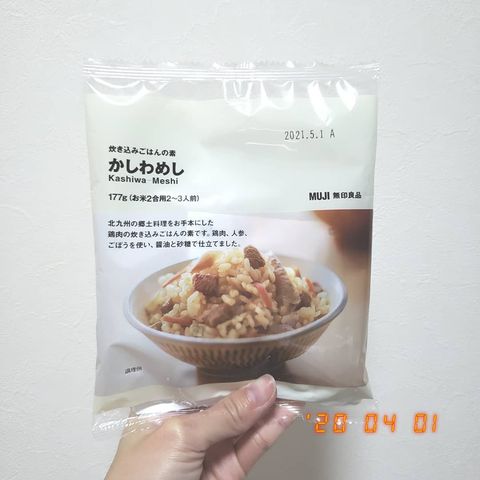 2021.5.1 A
炊き込みごはんの素
かしわめし
Kashiwa-Meshi
177g(お米2合用2~3人前)
MUJI 無印良品
北九州の郷土料理をお手本にした
鶏肉の炊き込みごはんの素です。鶏肉、人参、
ごぼうを使い、醤油と砂糖で仕立てました。
調理例
'20 04 01